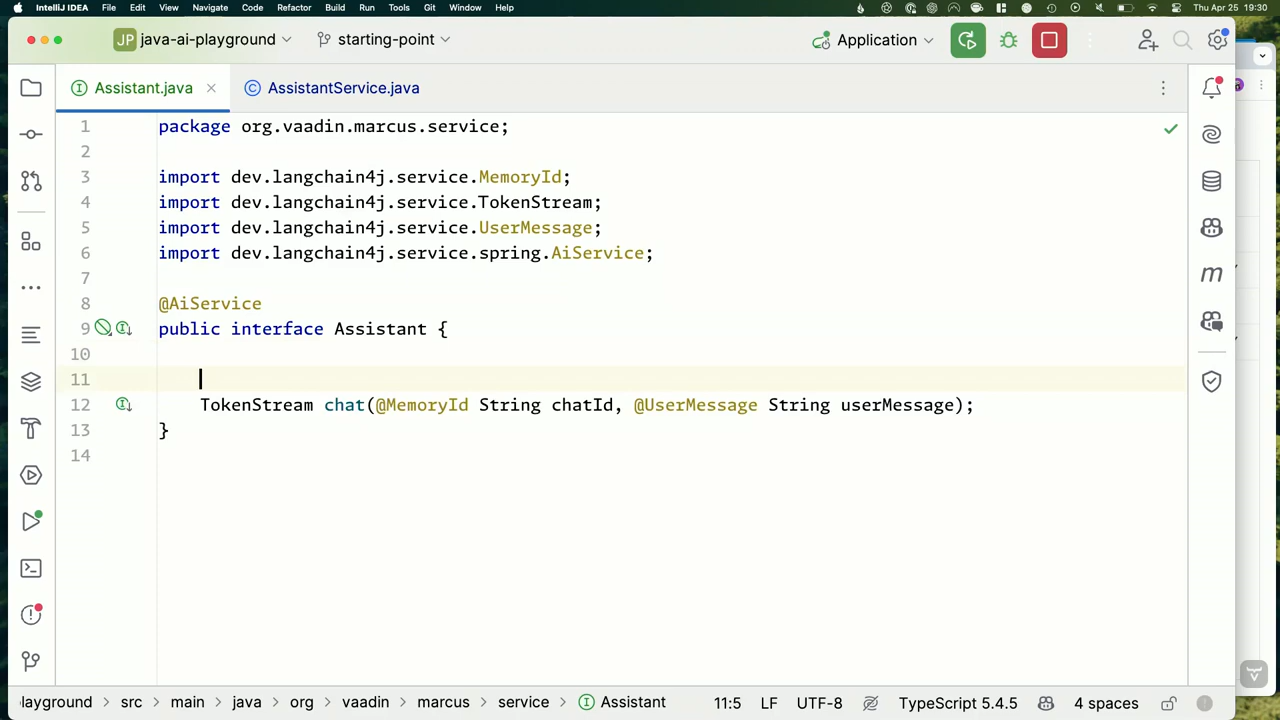 IntelliJ IDEA File Edit View Navigate Code Refactor Build Run Tools Git Window Help Thu Apr 25 19:30
JP java-ai-playground starting-point Application
Assistant.java AssistantService.java
1 package org.vaadin.marcus.service;
2
3 import dev.langchain4j.service.MemoryId;
4 import dev.langchain4j.service.TokenStream;
5 import dev.langchain4j.service.UserMessage;
6 import dev.langchain4j.service.spring.AiService;
7
8 @AiService
9 public interface Assistant {
10
11
12 TokenStream chat(@MemoryId String chatId, @UserMessage String userMessage);
13 }
14
layground src main java org vaadin marcus service Assistant 11:5 LF UTF-8 TypeScript 5.4.5 4 spaces